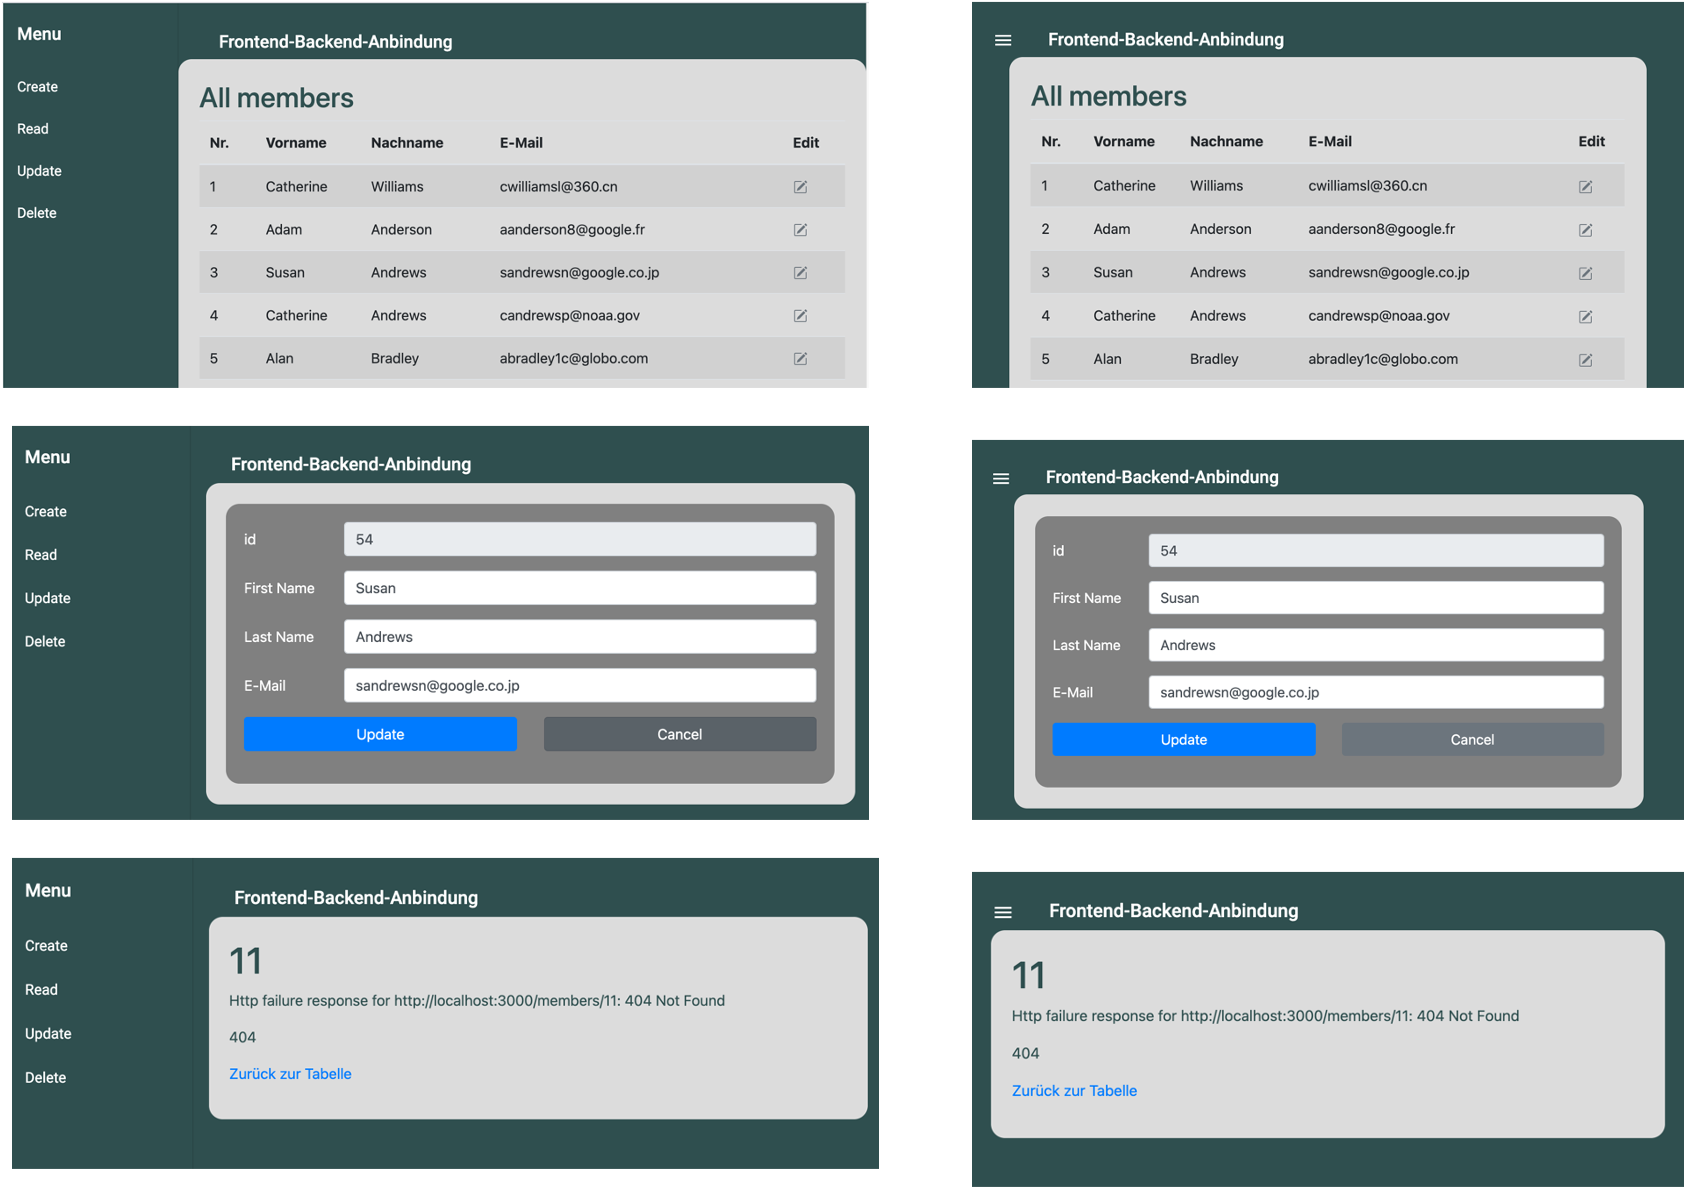 Menu
Create
Read
Update
Delete
Frontend-Backend-Anbindung
All members
Nr. Vorname Nachname E-Mail Edit
1 Catherine Williams cwilliamsl@360.cn
2 Adam Anderson aanderson8@google.fr
3 Susan Andrews sandrewsn@google.co.jp
4 Catherine Andrews candrewsp@noaa.gov
5 Alan Bradley abradley1c@globo.com
Frontend-Backend-Anbindung
All members
Nr. Vorname Nachname E-Mail Edit
1 Catherine Williams cwilliamsl@360.cn
2 Adam Anderson aanderson8@google.fr
3 Susan Andrews sandrewsn@google.co.jp
4 Catherine Andrews candrewsp@noaa.gov
5 Alan Bradley abradley1c@globo.com
Menu
Create
Read
Update
Delete
Frontend-Backend-Anbindung
id 54
First Name Susan
Last Name Andrews
E-Mail sandrewsn@google.co.jp
Update Cancel
Frontend-Backend-Anbindung
id 54
First Name Susan
Last Name Andrews
E-Mail sandrewsn@google.co.jp
Update Cancel
Menu
Create
Read
Update
Delete
Frontend-Backend-Anbindung
11
Http failure response for http://localhost:3000/members/11: 404 Not Found
404
Zurück zur Tabelle
Frontend-Backend-Anbindung
11
Http failure response for http://localhost:3000/members/11: 404 Not Found
404
Zurück zur Tabelle